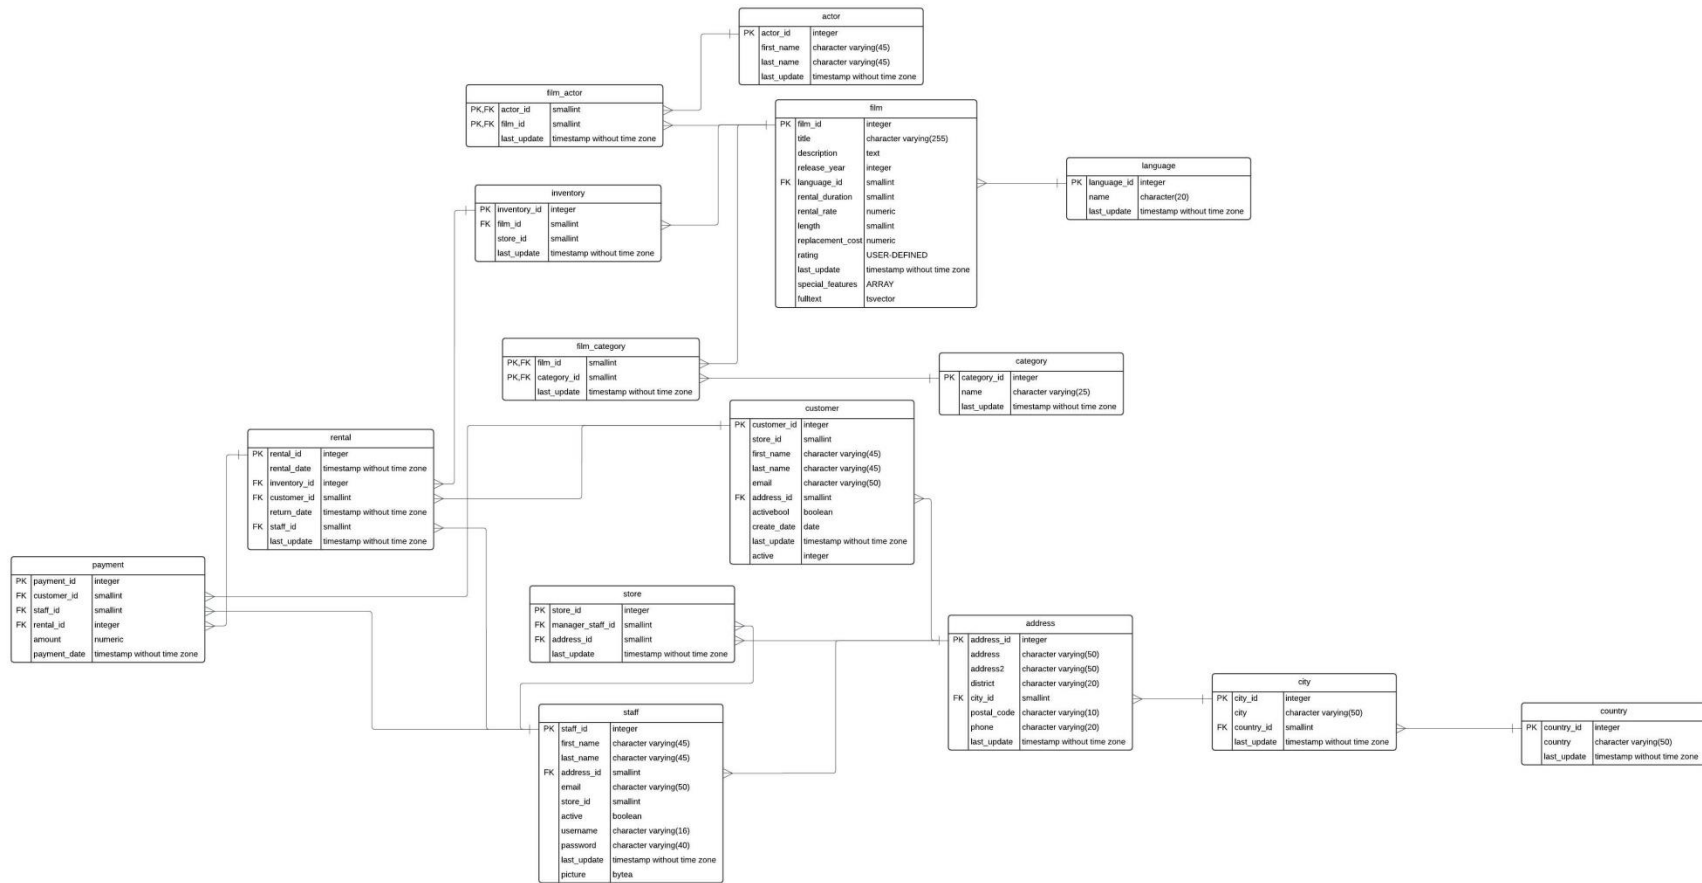 actor
PK actor_id integer
first_name character varying(45)
last_name character varying(45)
last_update timestamp without time zone
film_actor
PK,FK actor_id smallint
PK,FK film_id smallint
last_update timestamp without time zone
film
PK film_id integer
title character varying(255)
description text
release_year integer
FK language_id smallint
rental_duration smallint
rental_rate numeric
length smallint
replacement_cost numeric
rating USER-DEFINED
last_update timestamp without time zone
special_features ARRAY
fulltext tsvector
language
PK language_id integer
name character(20)
last_update timestamp without time zone
inventory
PK inventory_id integer
FK film_id smallint
store_id smallint
last_update timestamp without time zone
film_category
PK,FK film_id smallint
PK,FK category_id smallint
last_update timestamp without time zone
category
PK category_id integer
name character varying(25)
last_update timestamp without time zone
customer
PK customer_id integer
store_id smallint
first_name character varying(45)
last_name character varying(45)
email character varying(50)
FK address_id smallint
activebool boolean
create_date date
last_update timestamp without time zone
active integer
rental
PK rental_id integer
rental_date timestamp without time zone
FK inventory_id integer
FK customer_id smallint
return_date timestamp without time zone
FK staff_id smallint
last_update timestamp without time zone
payment
PK payment_id integer
FK customer_id smallint
FK staff_id smallint
FK rental_id integer
amount numeric
payment_date timestamp without time zone
store
PK store_id integer
FK manager_staff_id smallint
FK address_id smallint
last_update timestamp without time zone
address
PK address_id integer
address character varying(50)
address2 character varying(50)
district character varying(20)
FK city_id smallint
postal_code character varying(10)
phone character varying(20)
last_update timestamp without time zone
city
PK city_id integer
city character varying(50)
FK country_id smallint
last_update timestamp without time zone
country
PK country_id integer
country character varying(50)
last_update timestamp without time zone
staff
PK staff_id integer
first_name character varying(45)
last_name character varying(45)
FK address_id smallint
email character varying(50)
store_id smallint
active boolean
username character varying(16)
password character varying(40)
last_update timestamp without time zone
picture bytea